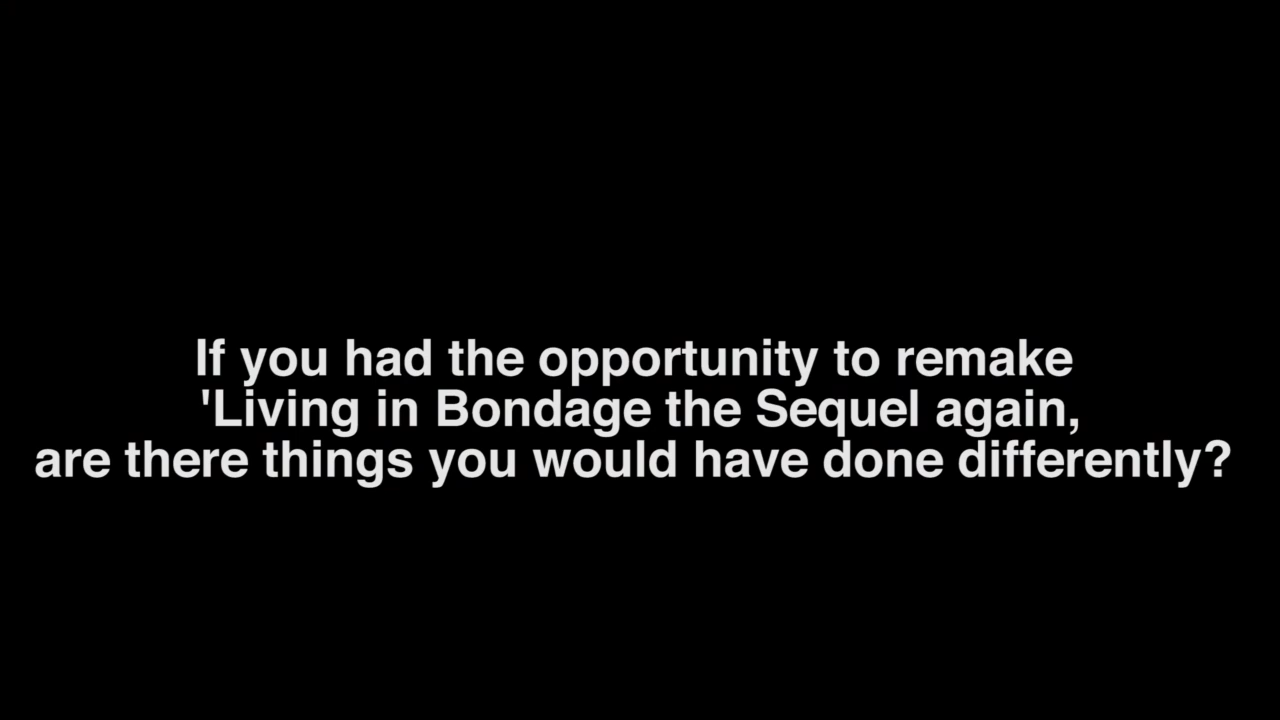 If you had the opportunity to remake
'Living in Bondage the Sequel again,
are there things you would have done differently?